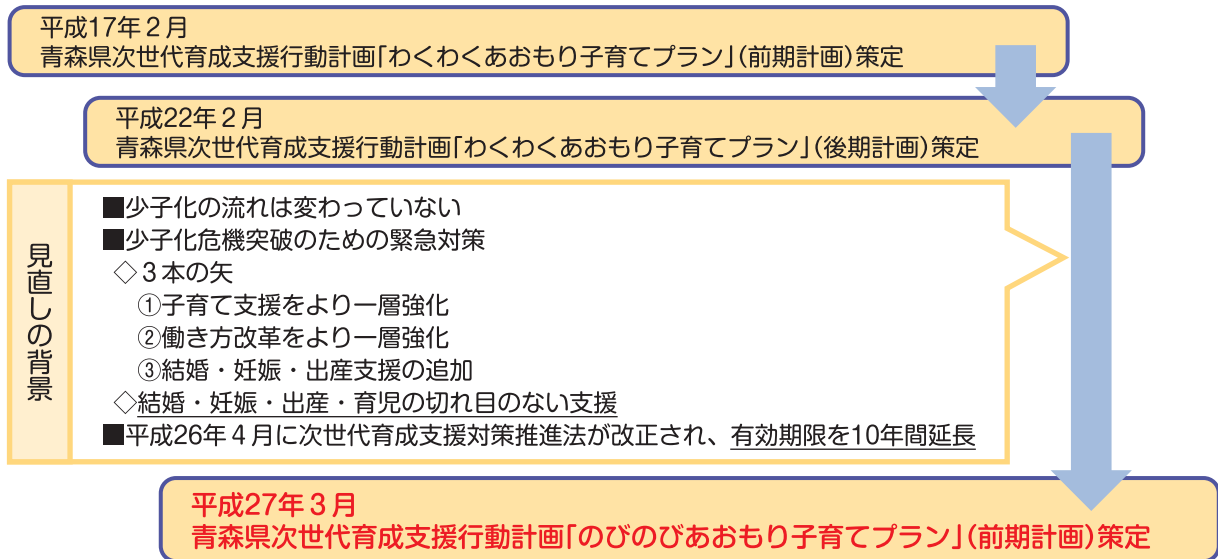 平成17年２月
青森県次世代育成支援行動計画｢わくわくあおもり子育てプラン｣(前期計画)策定
平成22年２月
青森県次世代育成支援行動計画｢わくわくあおもり子育てプラン｣(後期計画)策定
見直しの背景
■少子化の流れは変わっていない
■少子化危機突破のための緊急対策
◇３本の矢
①子育て支援をより一層強化
②働き方改革をより一層強化
③結婚・妊娠・出産支援の追加
◇結婚・妊娠・出産・育児の切れ目のない支援
■平成26年４月に次世代育成支援対策推進法が改正され、有効期限を10年間延長
平成27年３月
青森県次世代育成支援行動計画｢のびのびあおもり子育てプラン｣(前期計画)策定